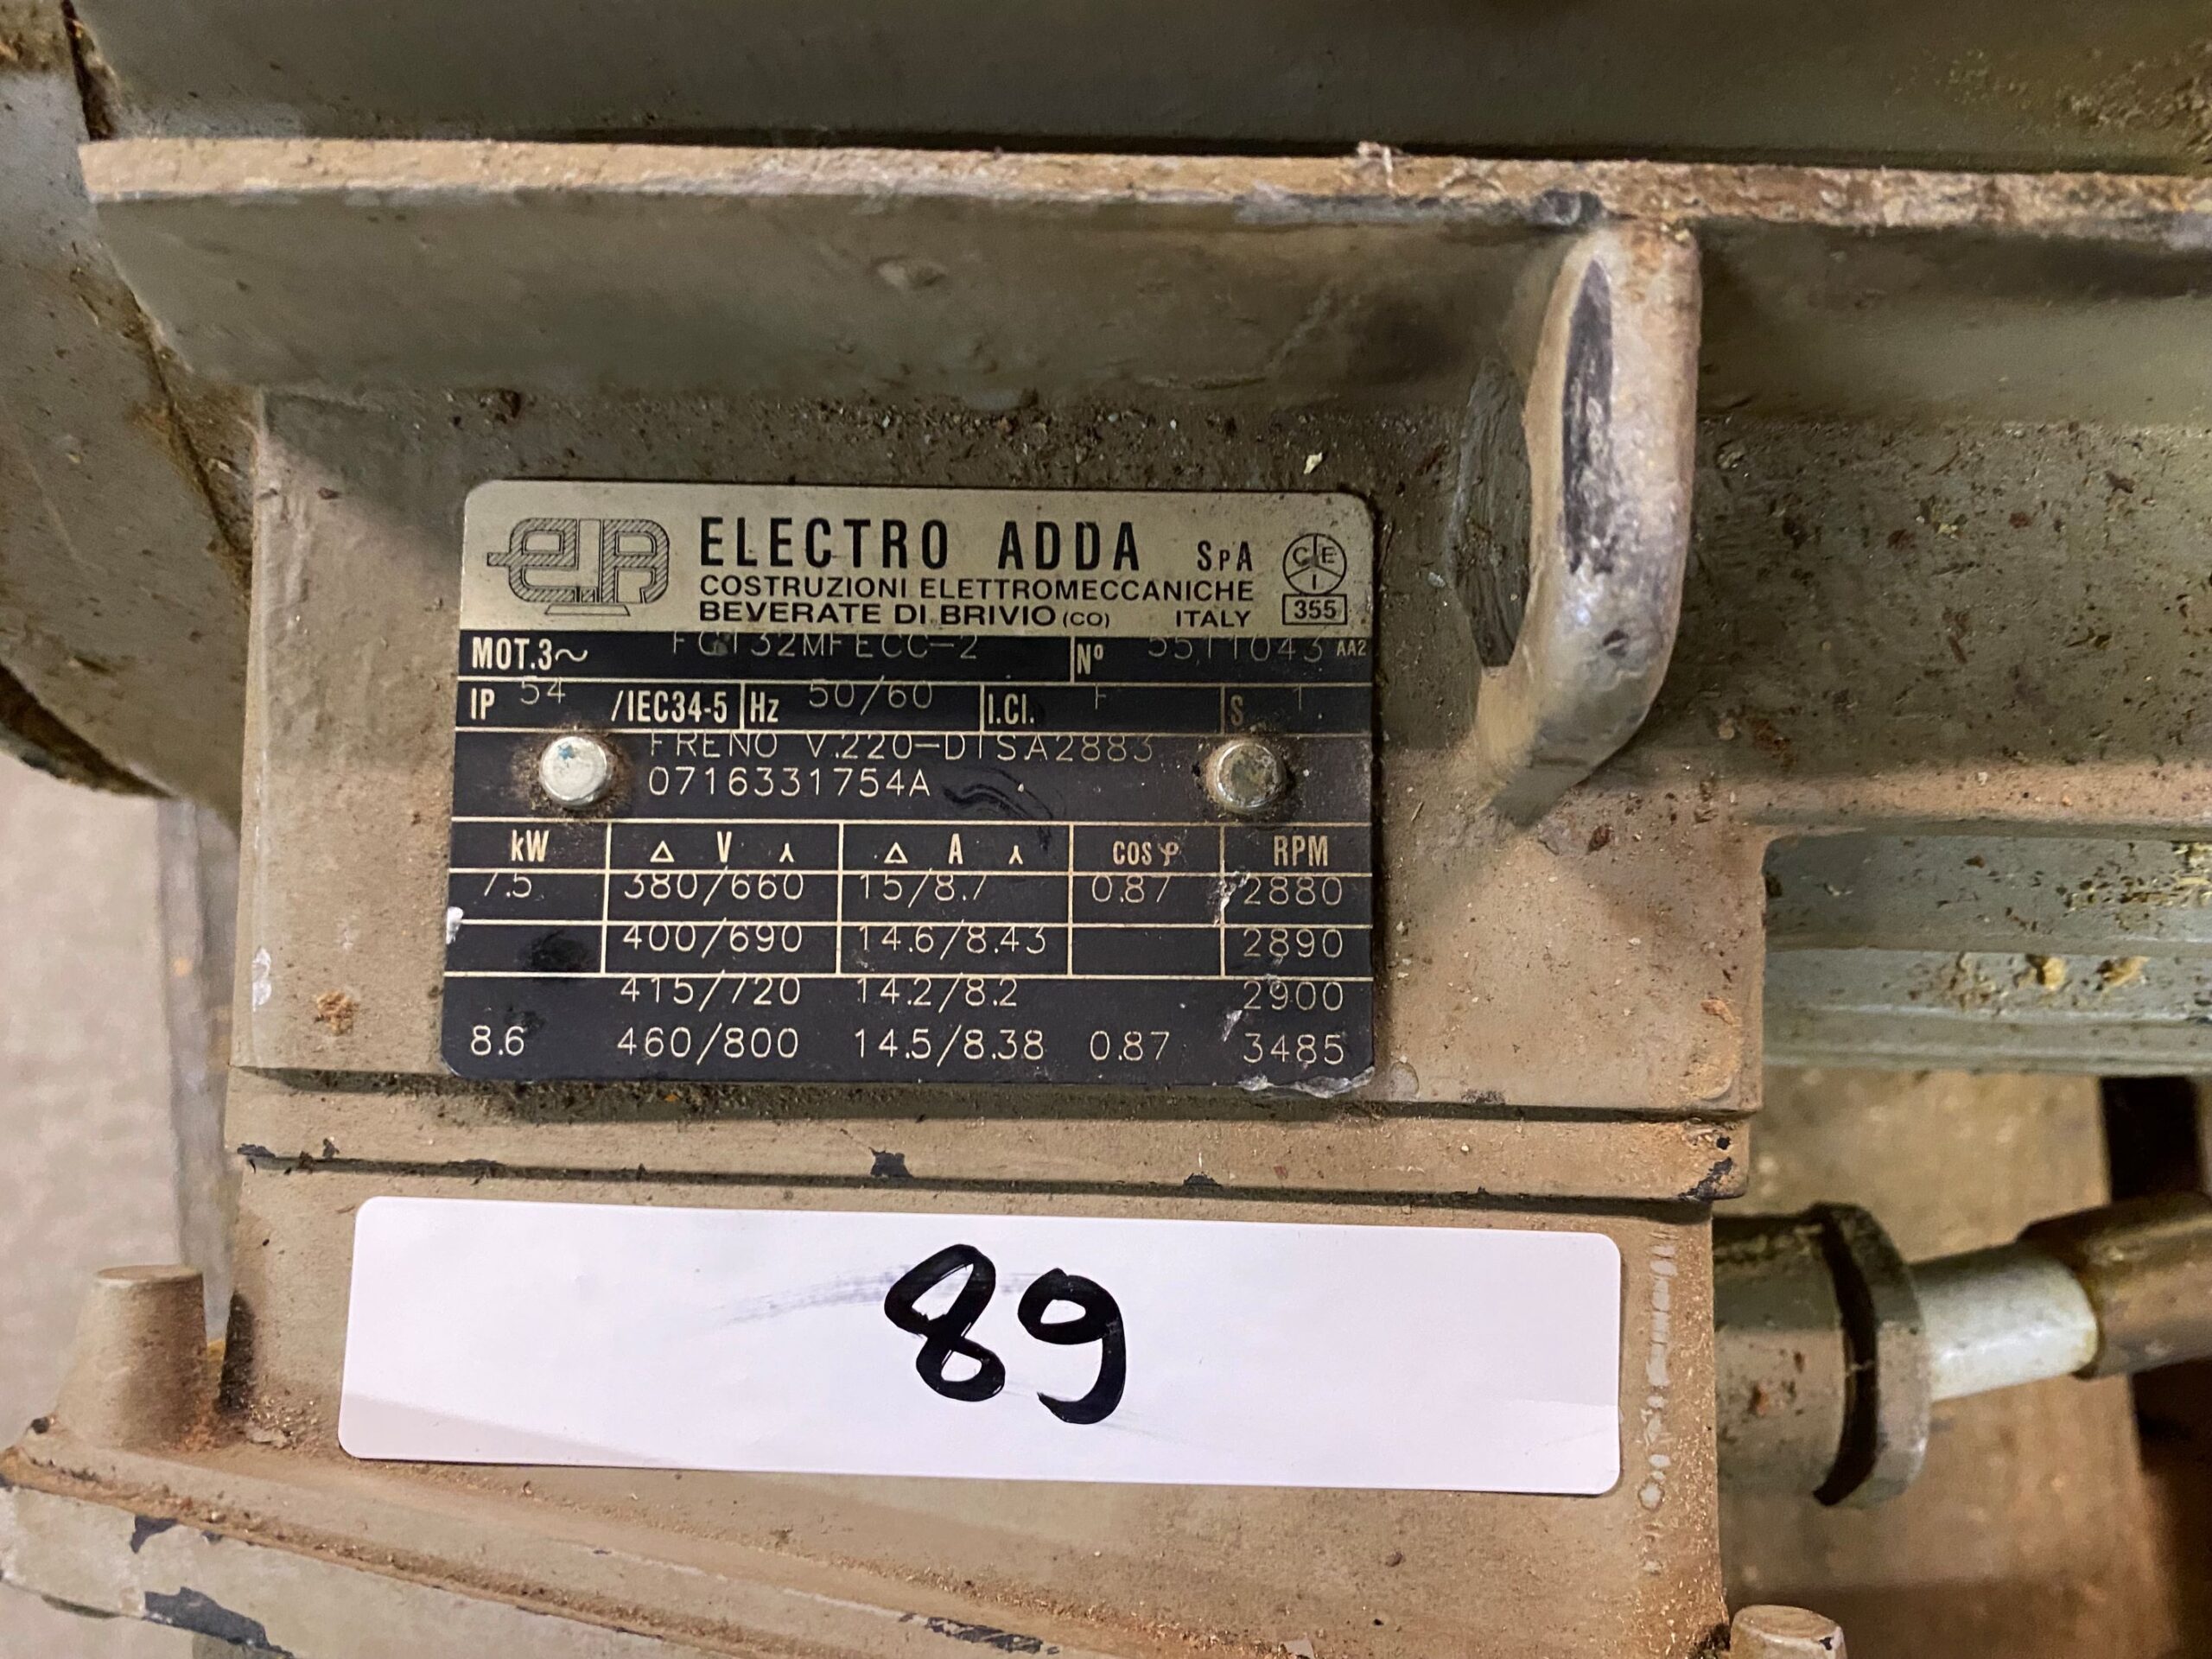 ELECTRO ADDA SPA
COSTRUZIONI ELETTROMECCANICHE
BEVERATE DI BRIVIO (CO) ITALY
CEI
355
MOT.3~ FC132MFECC-2 Nº 5511043 AA2
IP 54 /IEC34-5 Hz 50/60 I.Cl. F S 1.
FRENO V.220-DISA2883
0716331754A
kW △ V ⅄ △ A ⅄ COS φ RPM
7.5 380/660 15/8.7 0.87 2880
400/690 14.6/8.43 2890
415/720 14.2/8.2 2900
8.6 460/800 14.5/8.38 0.87 3485
89